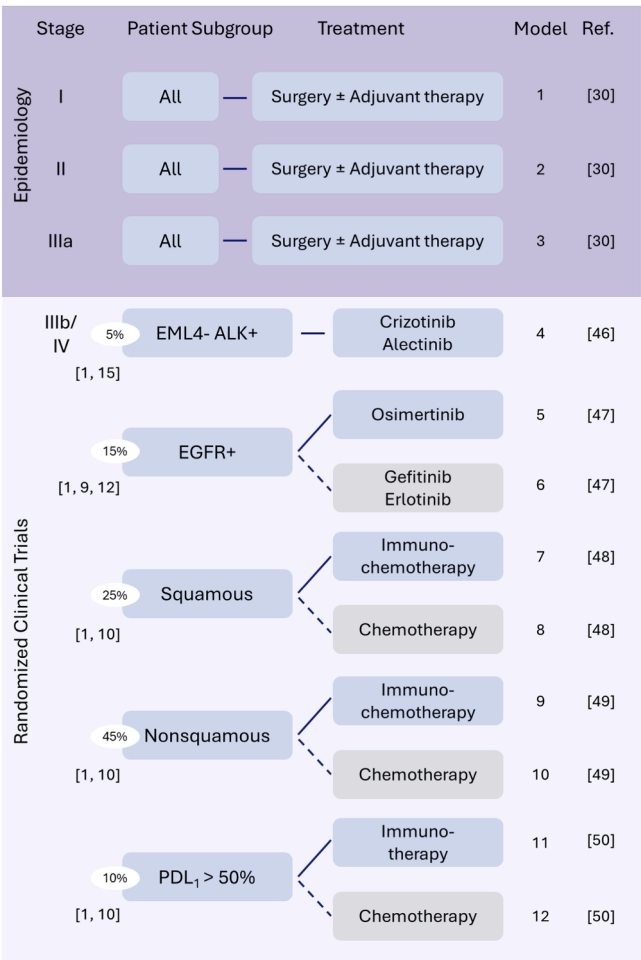 Stage Patient Subgroup Treatment Model Ref.
Epidemiology
I All Surgery ± Adjuvant therapy 1 [30]
II All Surgery ± Adjuvant therapy 2 [30]
IIIa All Surgery ± Adjuvant therapy 3 [30]
Randomized Clinical Trials
IIIb/
IV
5% EML4- ALK+
[1, 15]
Crizotinib
Alectinib
4 [46]
15% EGFR+
[1, 9, 12]
Osimertinib 5 [47]
Gefitinib
Erlotinib
6 [47]
25% Squamous
[1, 10]
Immuno-
chemotherapy
7 [48]
Chemotherapy 8 [48]
45% Nonsquamous
[1, 10]
Immuno-
chemotherapy
9 [49]
Chemotherapy 10 [49]
10% PDL₁ > 50%
[1, 10]
Immuno-
therapy
11 [50]
Chemotherapy 12 [50]